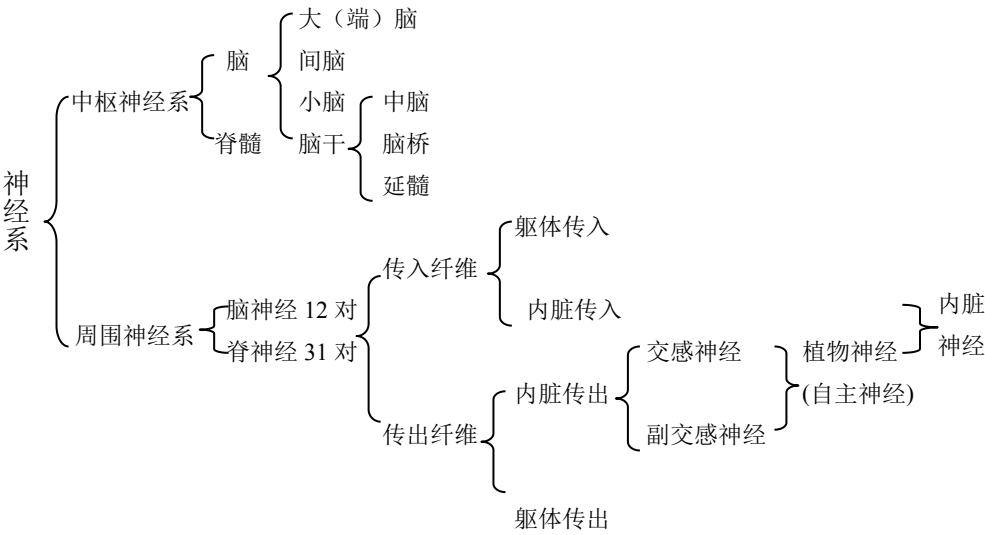 大（端）脑
脑
间脑
中枢神经系
小脑
中脑
脊髓
脑干
脑桥
延髓
神经系
躯体传入
传入纤维
内脏传入
脑神经 12 对
周围神经系
脊神经 31 对
交感神经
植物神经
内脏神经
内脏传出
(自主神经)
传出纤维
副交感神经
躯体传出